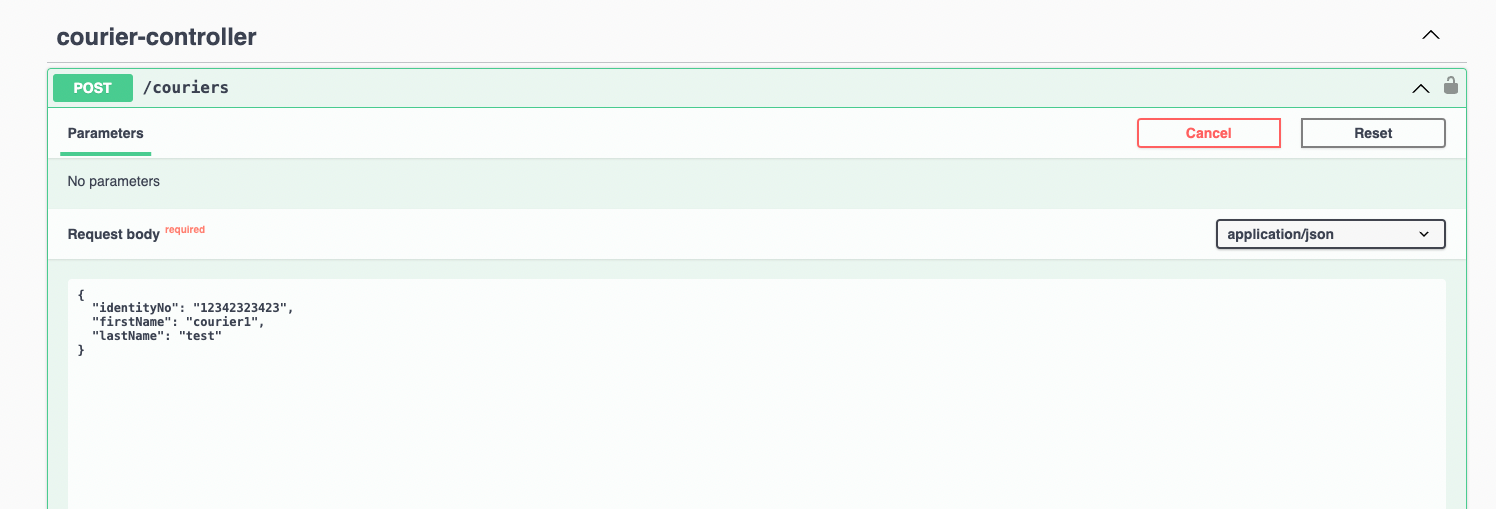 courier-controller
POST /couriers
Parameters Cancel Reset
No parameters
Request body required application/json
{
  "identityNo": "12342323423",
  "firstName": "courier1",
  "lastName": "test"
}